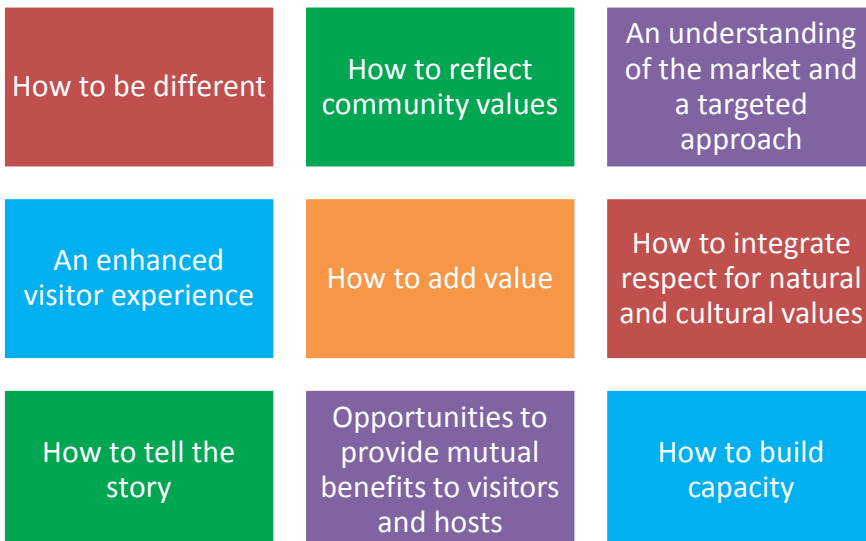 How to be different
How to reflect
community values
An understanding
of the market and
a targeted
approach
An enhanced
visitor experience
How to add value
How to integrate
respect for natural
and cultural values
How to tell the
story
Opportunities to
provide mutual
benefits to visitors
and hosts
How to build
capacity